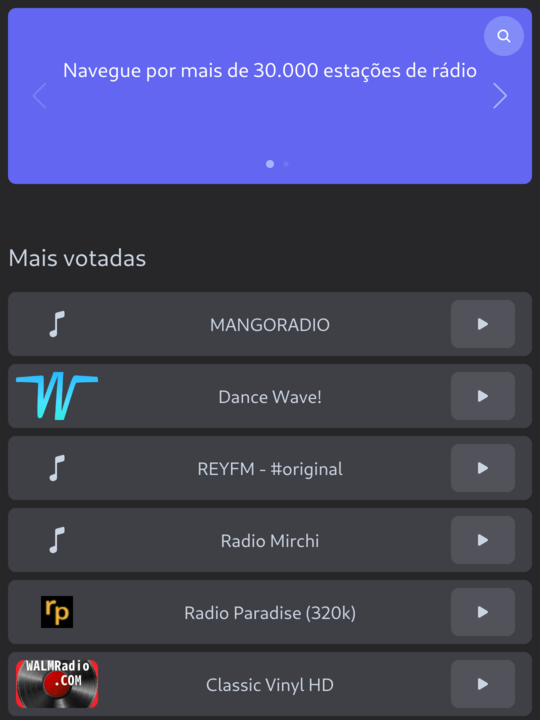 Navegue por mais de 30.000 estações de rádio
Mais votadas
MANGORADIO
Dance Wave!
REYFM - #original
Radio Mirchi
rp
Radio Paradise (320k)
WALMRadio
.COM
Classic Vinyl HD